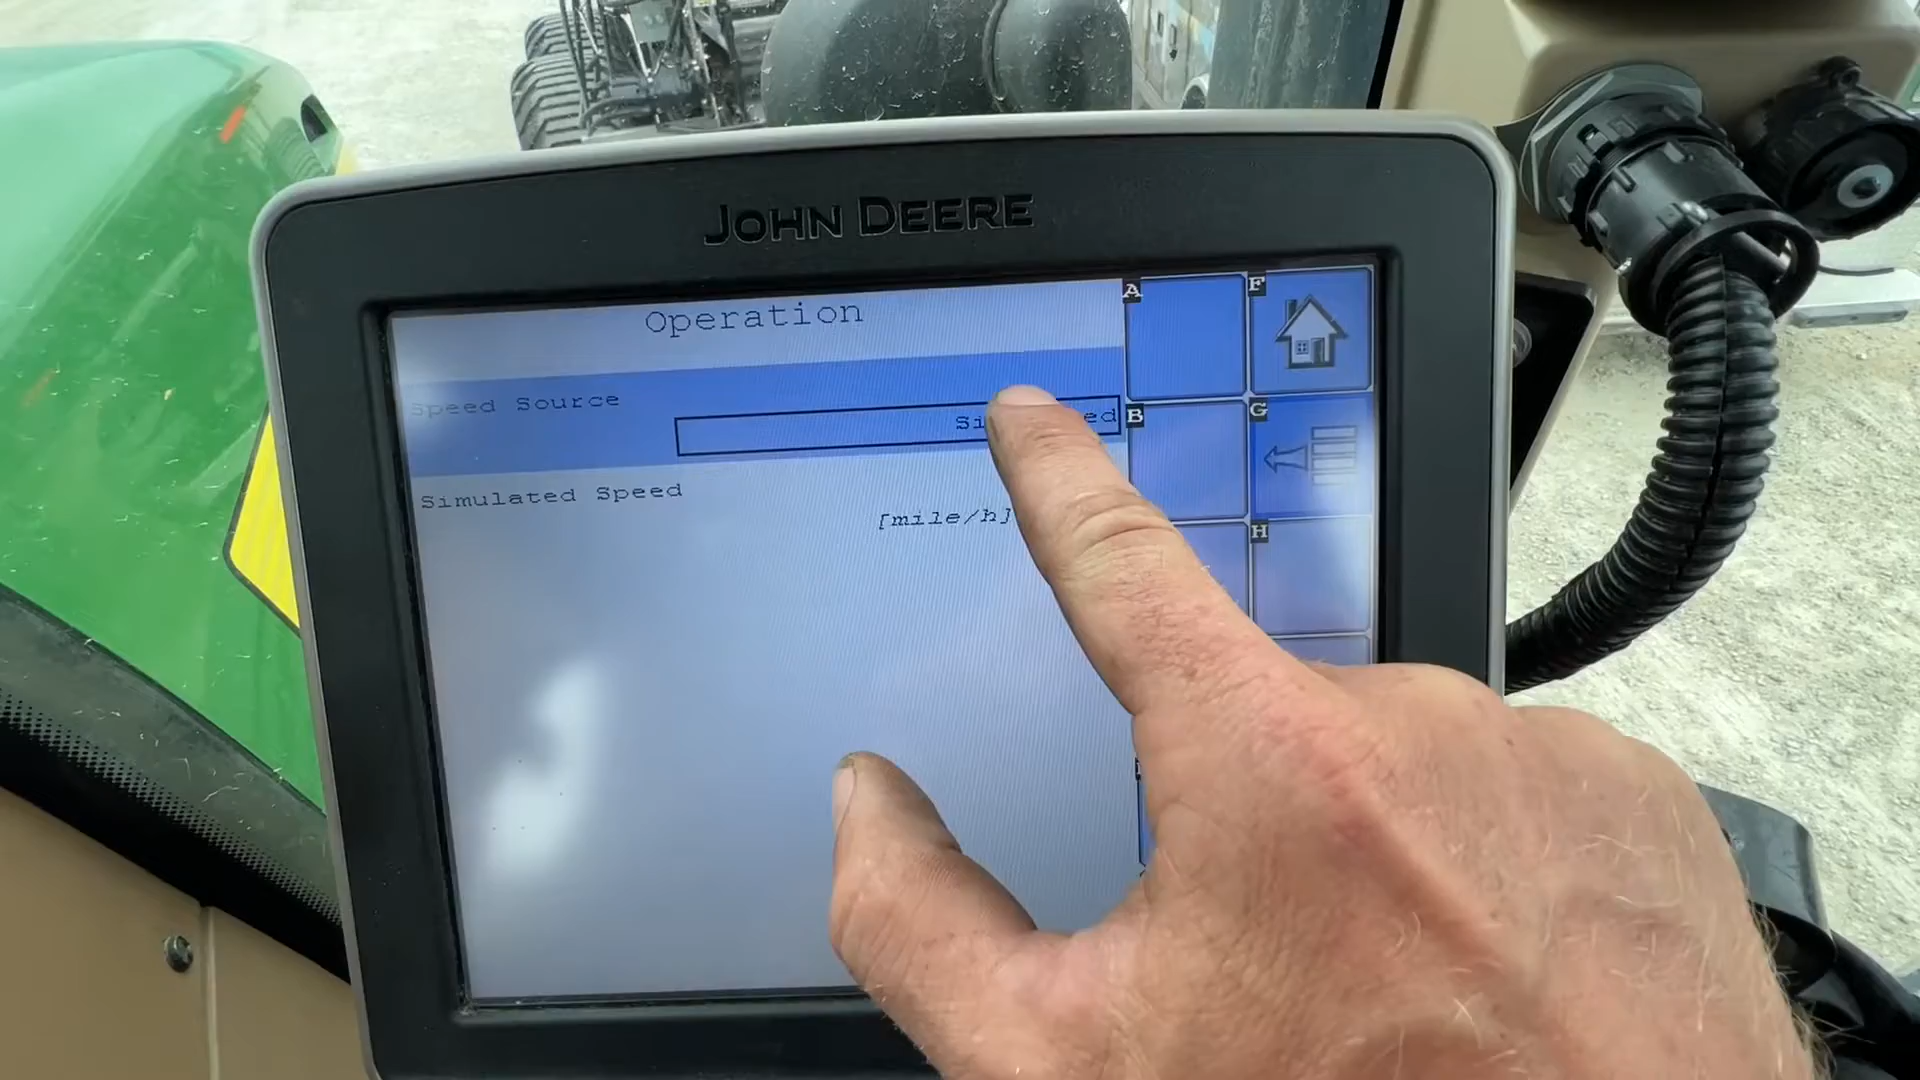 JOHN DEERE
Operation
A
F
Speed Source
B
G
Simulated Speed
[mile/h]
H